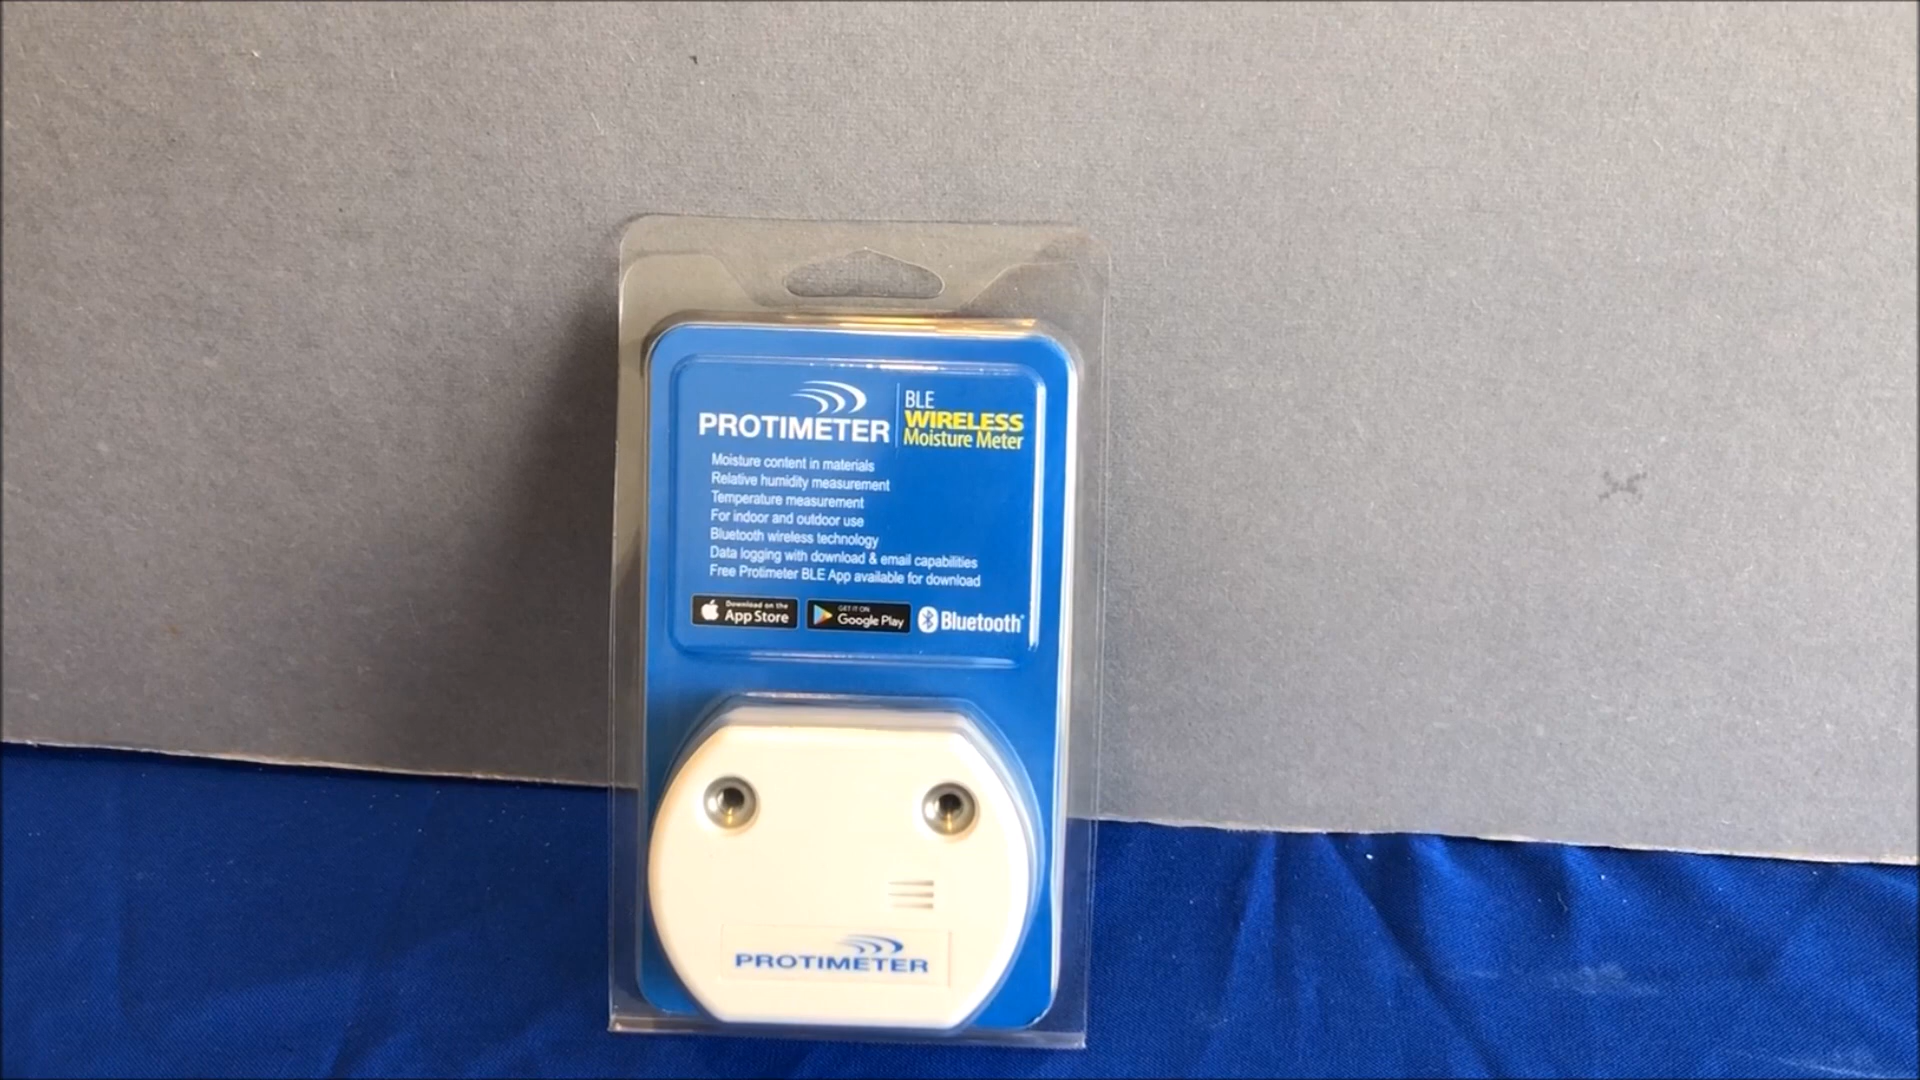 PROTIMETER
BLE
WIRELESS
Moisture Meter
Moisture content in materials
Relative humidity measurement
Temperature measurement
For indoor and outdoor use
Bluetooth wireless technology
Data logging with download & email capabilities
Free Protimeter BLE App available for download
Download on the
App Store
GET IT ON
Google Play
Bluetooth®
PROTIMETER